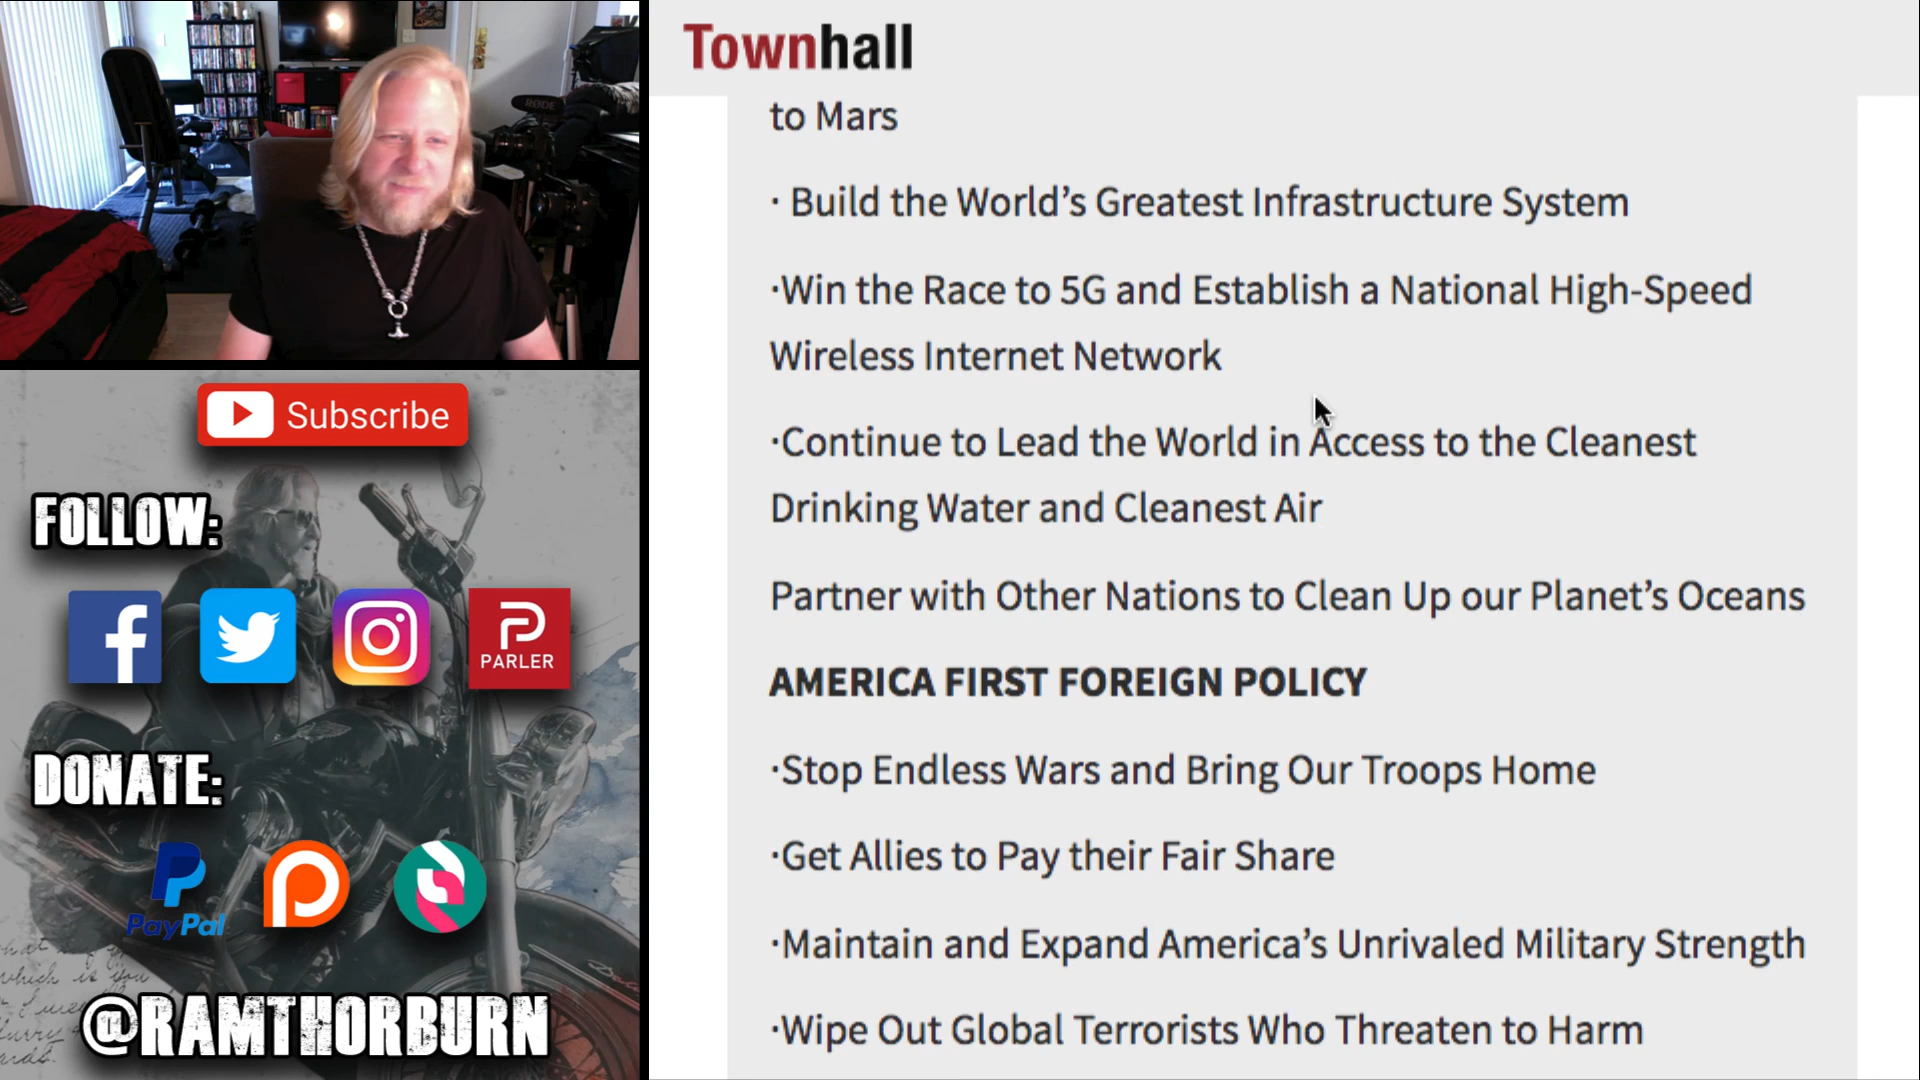 RØDE
Subscribe
FOLLOW:
PARLER
DONATE:
PayPal
@RAMTHORBURN
Townhall
to Mars
· Build the World’s Greatest Infrastructure System
·Win the Race to 5G and Establish a National High-Speed
Wireless Internet Network
·Continue to Lead the World in Access to the Cleanest
Drinking Water and Cleanest Air
Partner with Other Nations to Clean Up our Planet’s Oceans
AMERICA FIRST FOREIGN POLICY
·Stop Endless Wars and Bring Our Troops Home
·Get Allies to Pay their Fair Share
·Maintain and Expand America’s Unrivaled Military Strength
·Wipe Out Global Terrorists Who Threaten to Harm